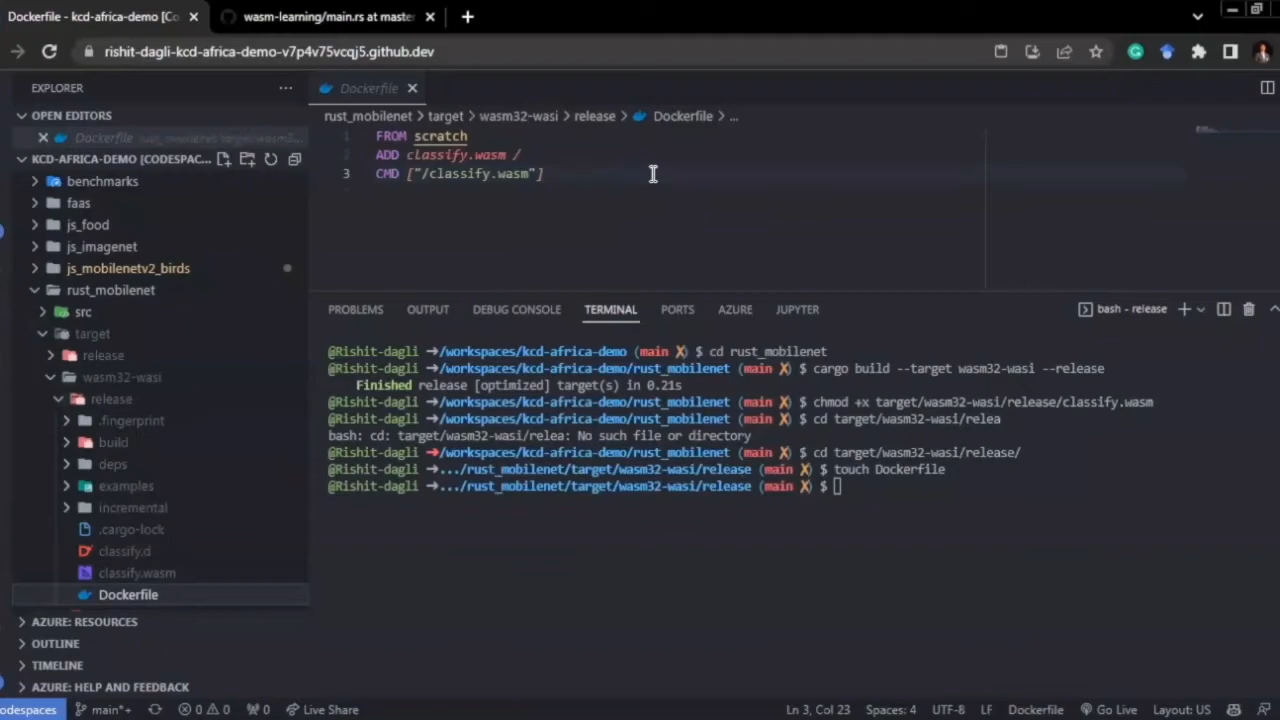 Dockerfile - kcd-africa-demo [Co
wasm-learning/main.rs at master
rishit-dagli-kcd-africa-demo-v7p4v75vcqj5.github.dev
EXPLORER
Dockerfile
OPEN EDITORS
Dockerfile rust_mobilenet/target/wasm3...
KCD-AFRICA-DEMO [CODESPAC...
benchmarks
faas
js_food
js_imagenet
js_mobilenetv2_birds
rust_mobilenet
src
target
release
wasm32-wasi
release
.fingerprint
build
deps
examples
incremental
.cargo-lock
classify.d
classify.wasm
Dockerfile
AZURE: RESOURCES
OUTLINE
TIMELINE
AZURE: HELP AND FEEDBACK
rust_mobilenet > target > wasm32-wasi > release > Dockerfile > ...
1 FROM scratch
2 ADD classify.wasm /
3 CMD ["/classify.wasm"]
PROBLEMS OUTPUT DEBUG CONSOLE TERMINAL PORTS AZURE JUPYTER
bash - release
@Rishit-dagli ➜/workspaces/kcd-africa-demo (main ✗) $ cd rust_mobilenet
@Rishit-dagli ➜/workspaces/kcd-africa-demo/rust_mobilenet (main ✗) $ cargo build --target wasm32-wasi --release
Finished release [optimized] target(s) in 0.21s
@Rishit-dagli ➜/workspaces/kcd-africa-demo/rust_mobilenet (main ✗) $ chmod +x target/wasm32-wasi/release/classify.wasm
@Rishit-dagli ➜/workspaces/kcd-africa-demo/rust_mobilenet (main ✗) $ cd target/wasm32-wasi/relea
bash: cd: target/wasm32-wasi/relea: No such file or directory
@Rishit-dagli ➜/workspaces/kcd-africa-demo/rust_mobilenet (main ✗) $ cd target/wasm32-wasi/release/
@Rishit-dagli ➜.../rust_mobilenet/target/wasm32-wasi/release (main ✗) $ touch Dockerfile
@Rishit-dagli ➜.../rust_mobilenet/target/wasm32-wasi/release (main ✗) $
odespaces main*+ 0 0 0 Live Share Ln 3, Col 23 Spaces: 4 UTF-8 LF Dockerfile Go Live Layout: US